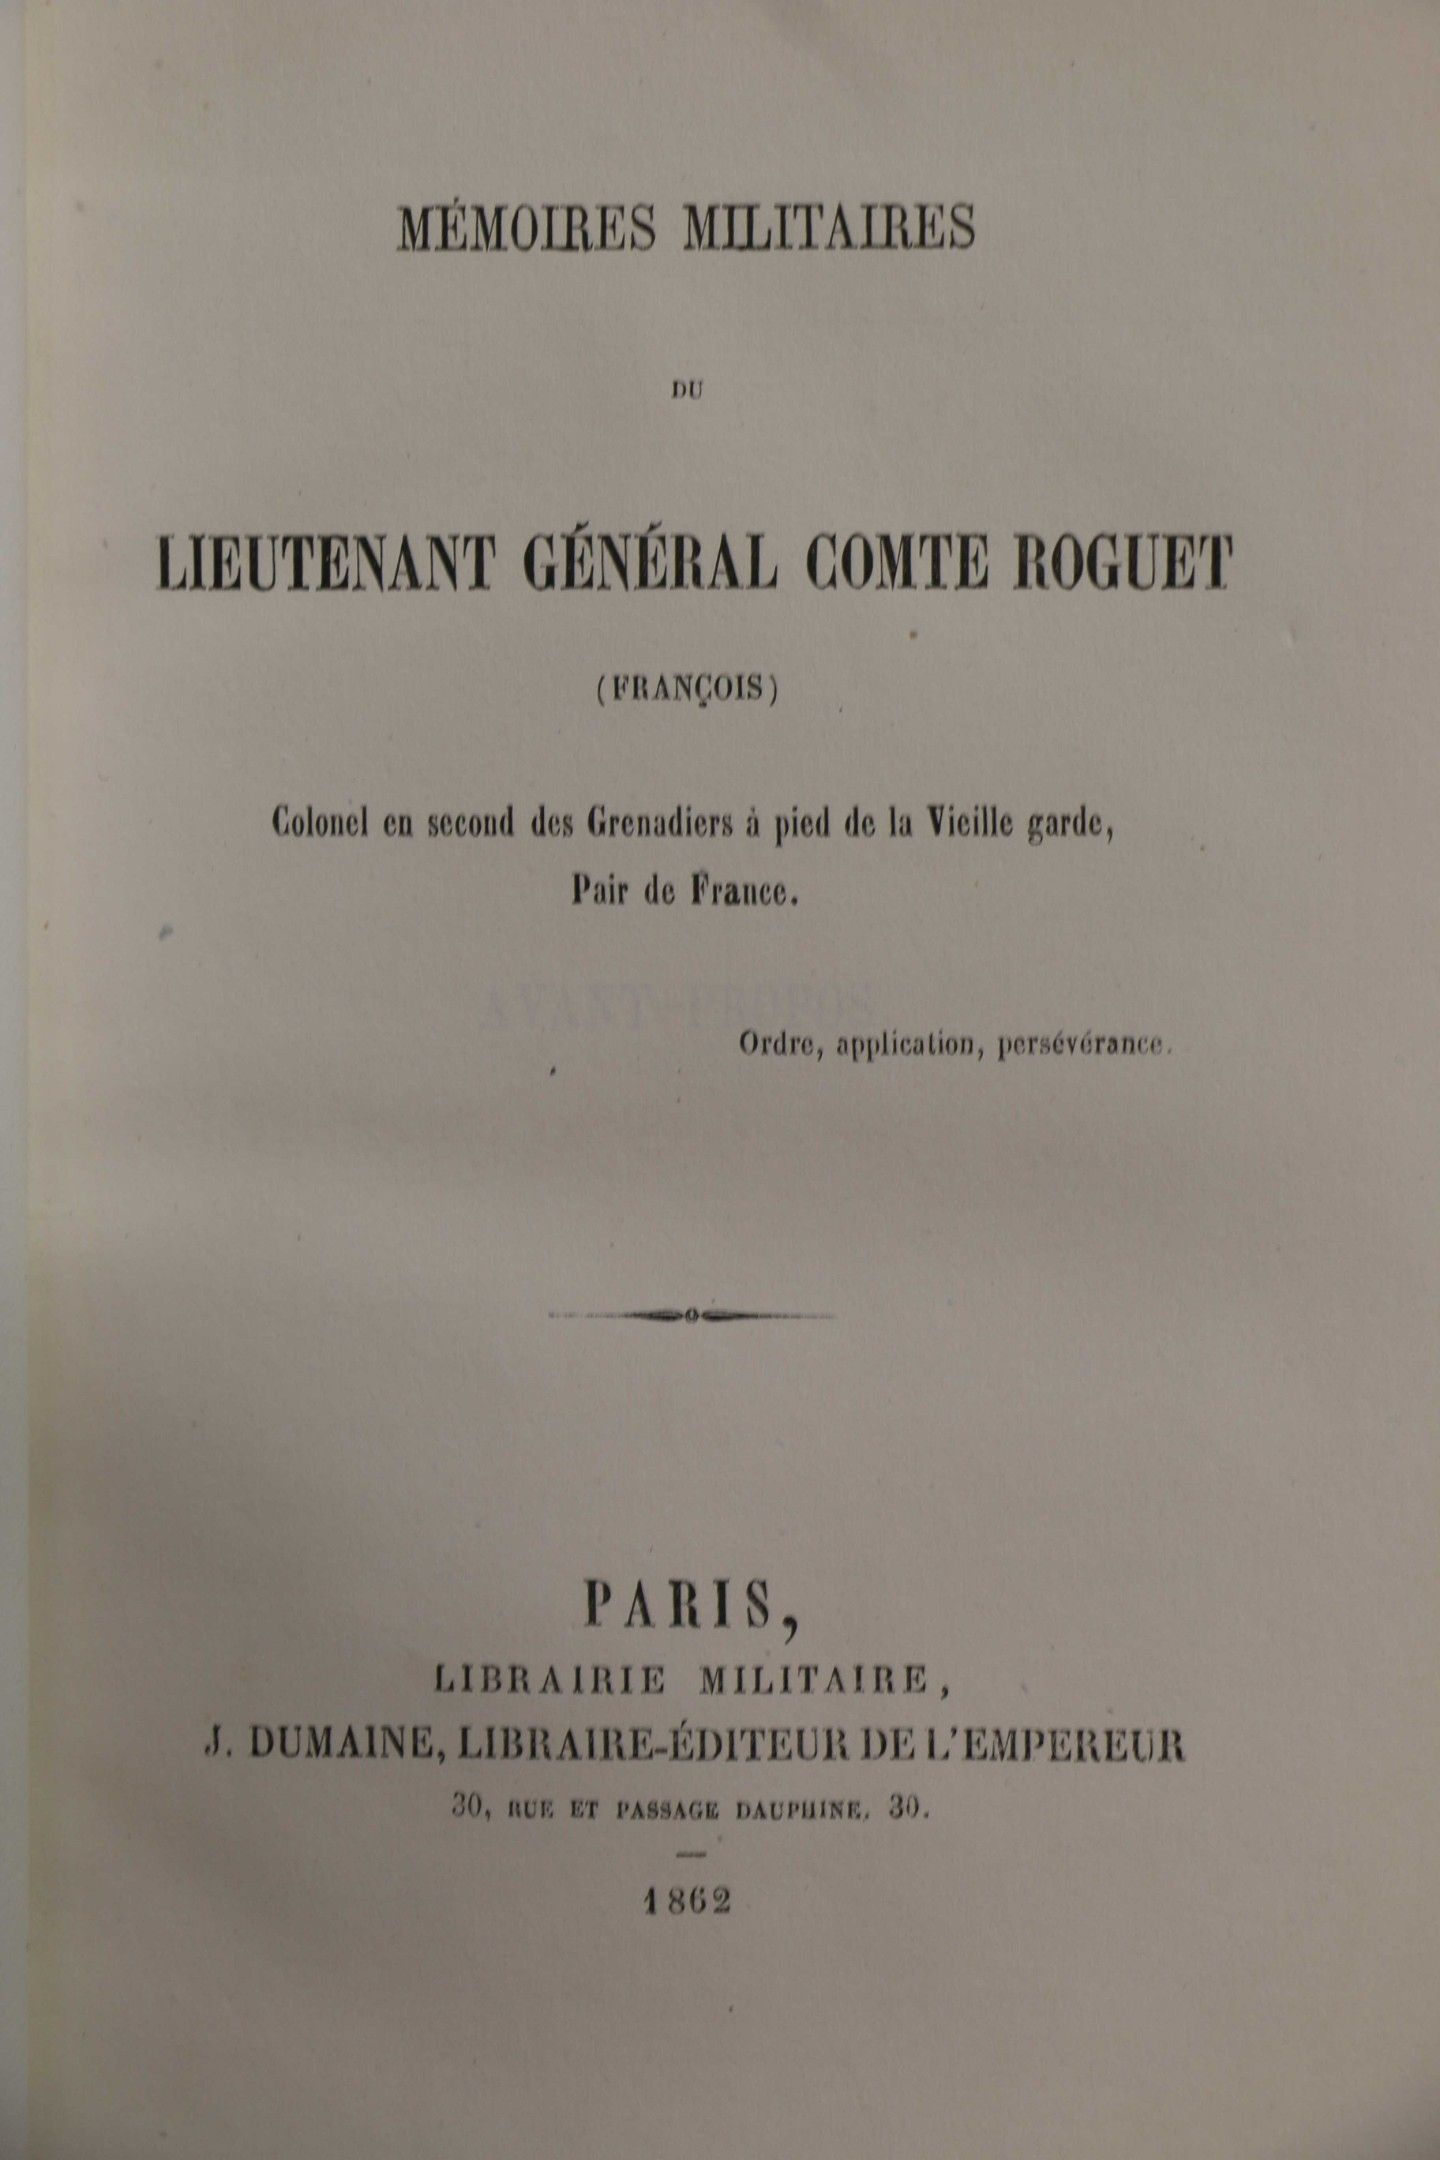 MÉMOIRES MILITAIRES
DU
LIEUTENANT GÉNÉRAL COMTE ROGUET
(FRANÇOIS)
Colonel en second des Grenadiers à pied de la Vieille garde,
Pair de France.
AVANT-PROPOS
Ordre, application, persévérance.
PARIS,
LIBRAIRIE MILITAIRE,
J. DUMAINE, LIBRAIRE-ÉDITEUR DE L'EMPEREUR
30, RUE ET PASSAGE DAUPHINE, 30.
1862